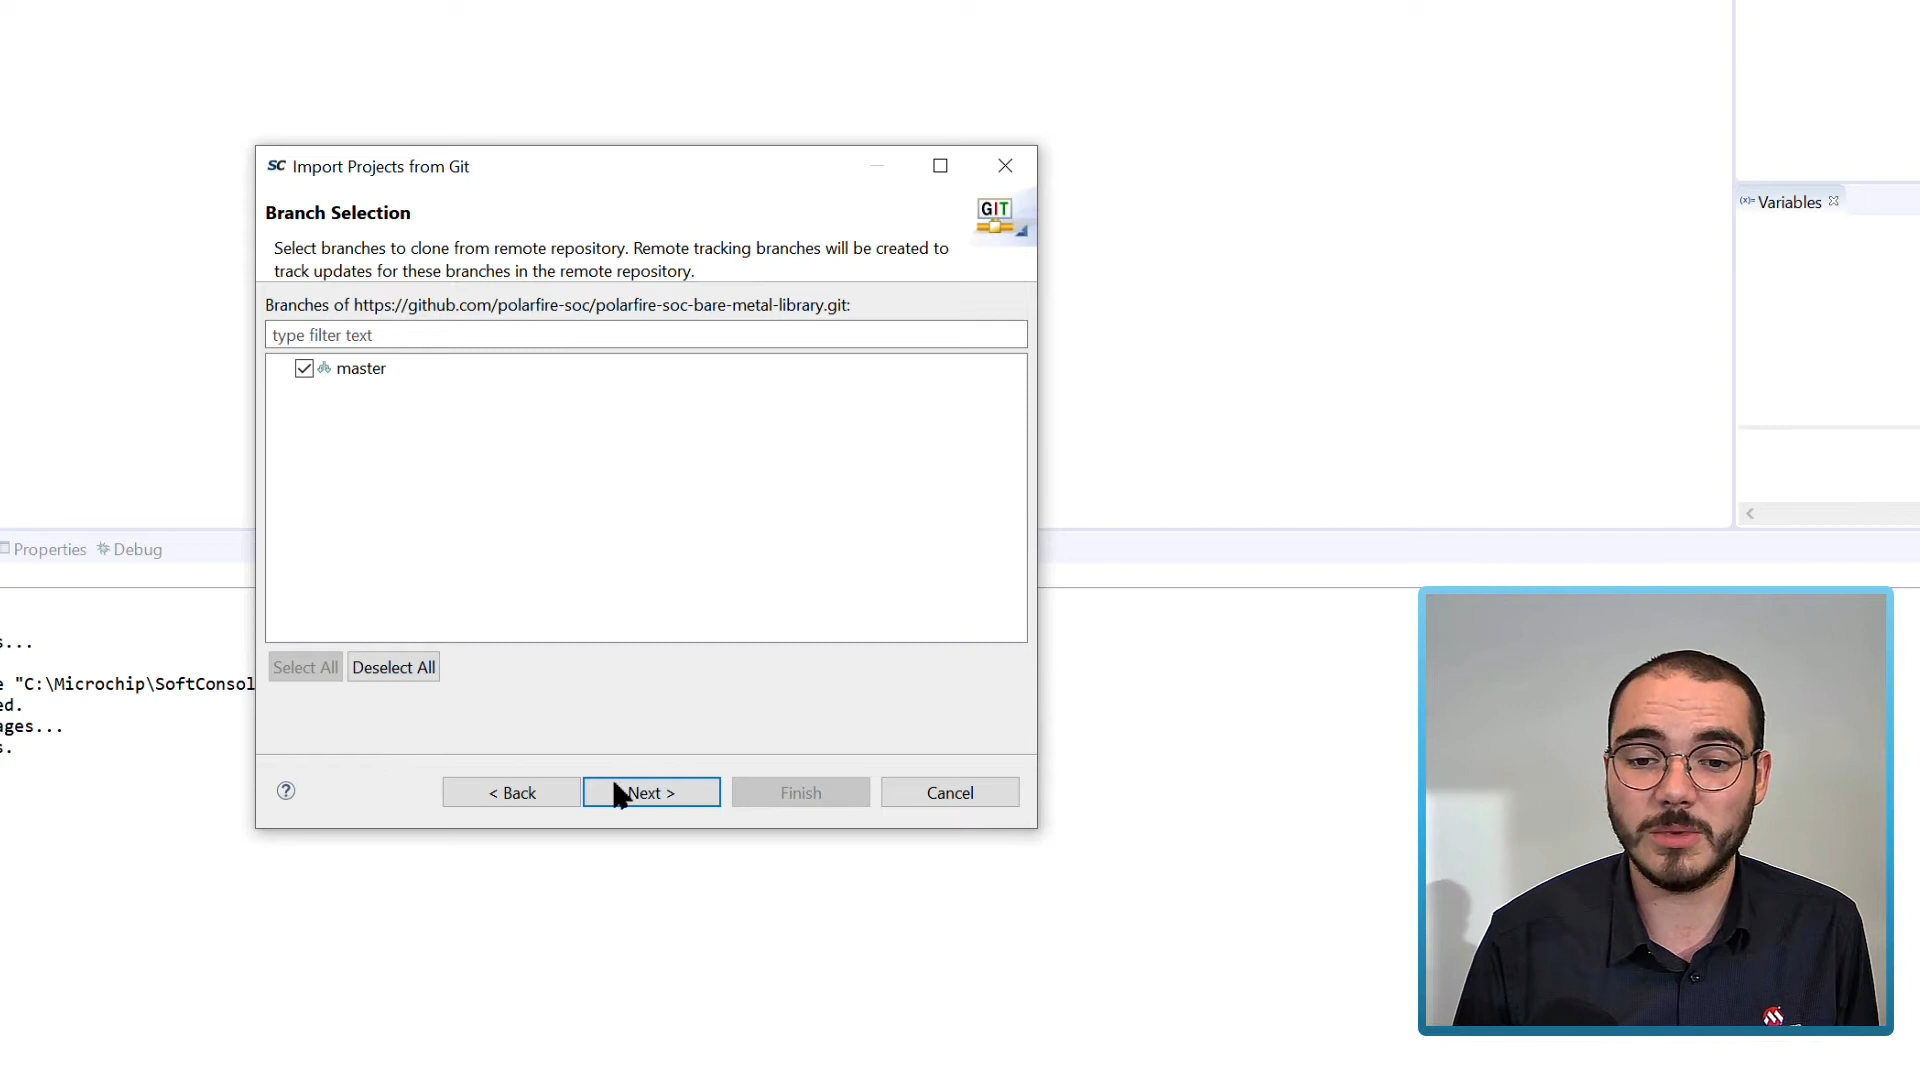 SC Import Projects from Git
Branch Selection
GIT
Select branches to clone from remote repository. Remote tracking branches will be created to
track updates for these branches in the remote repository.
Branches of https://github.com/polarfire-soc/polarfire-soc-bare-metal-library.git:
type filter text
master
Select All Deselect All
? < Back Next > Finish Cancel
(x)= Variables
Properties Debug
s...
e "C:\Microchip\SoftConsol
ed.
ages...
s.